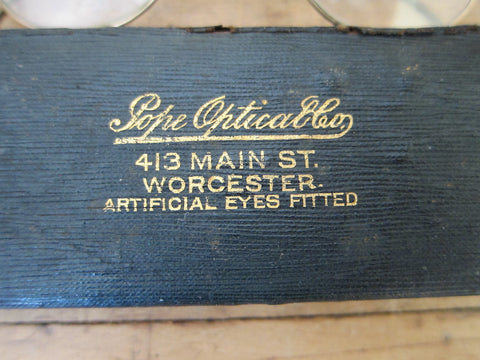 Pope Optical Co,
413 MAIN ST.
WORCESTER.
ARTIFICIAL EYES FITTED